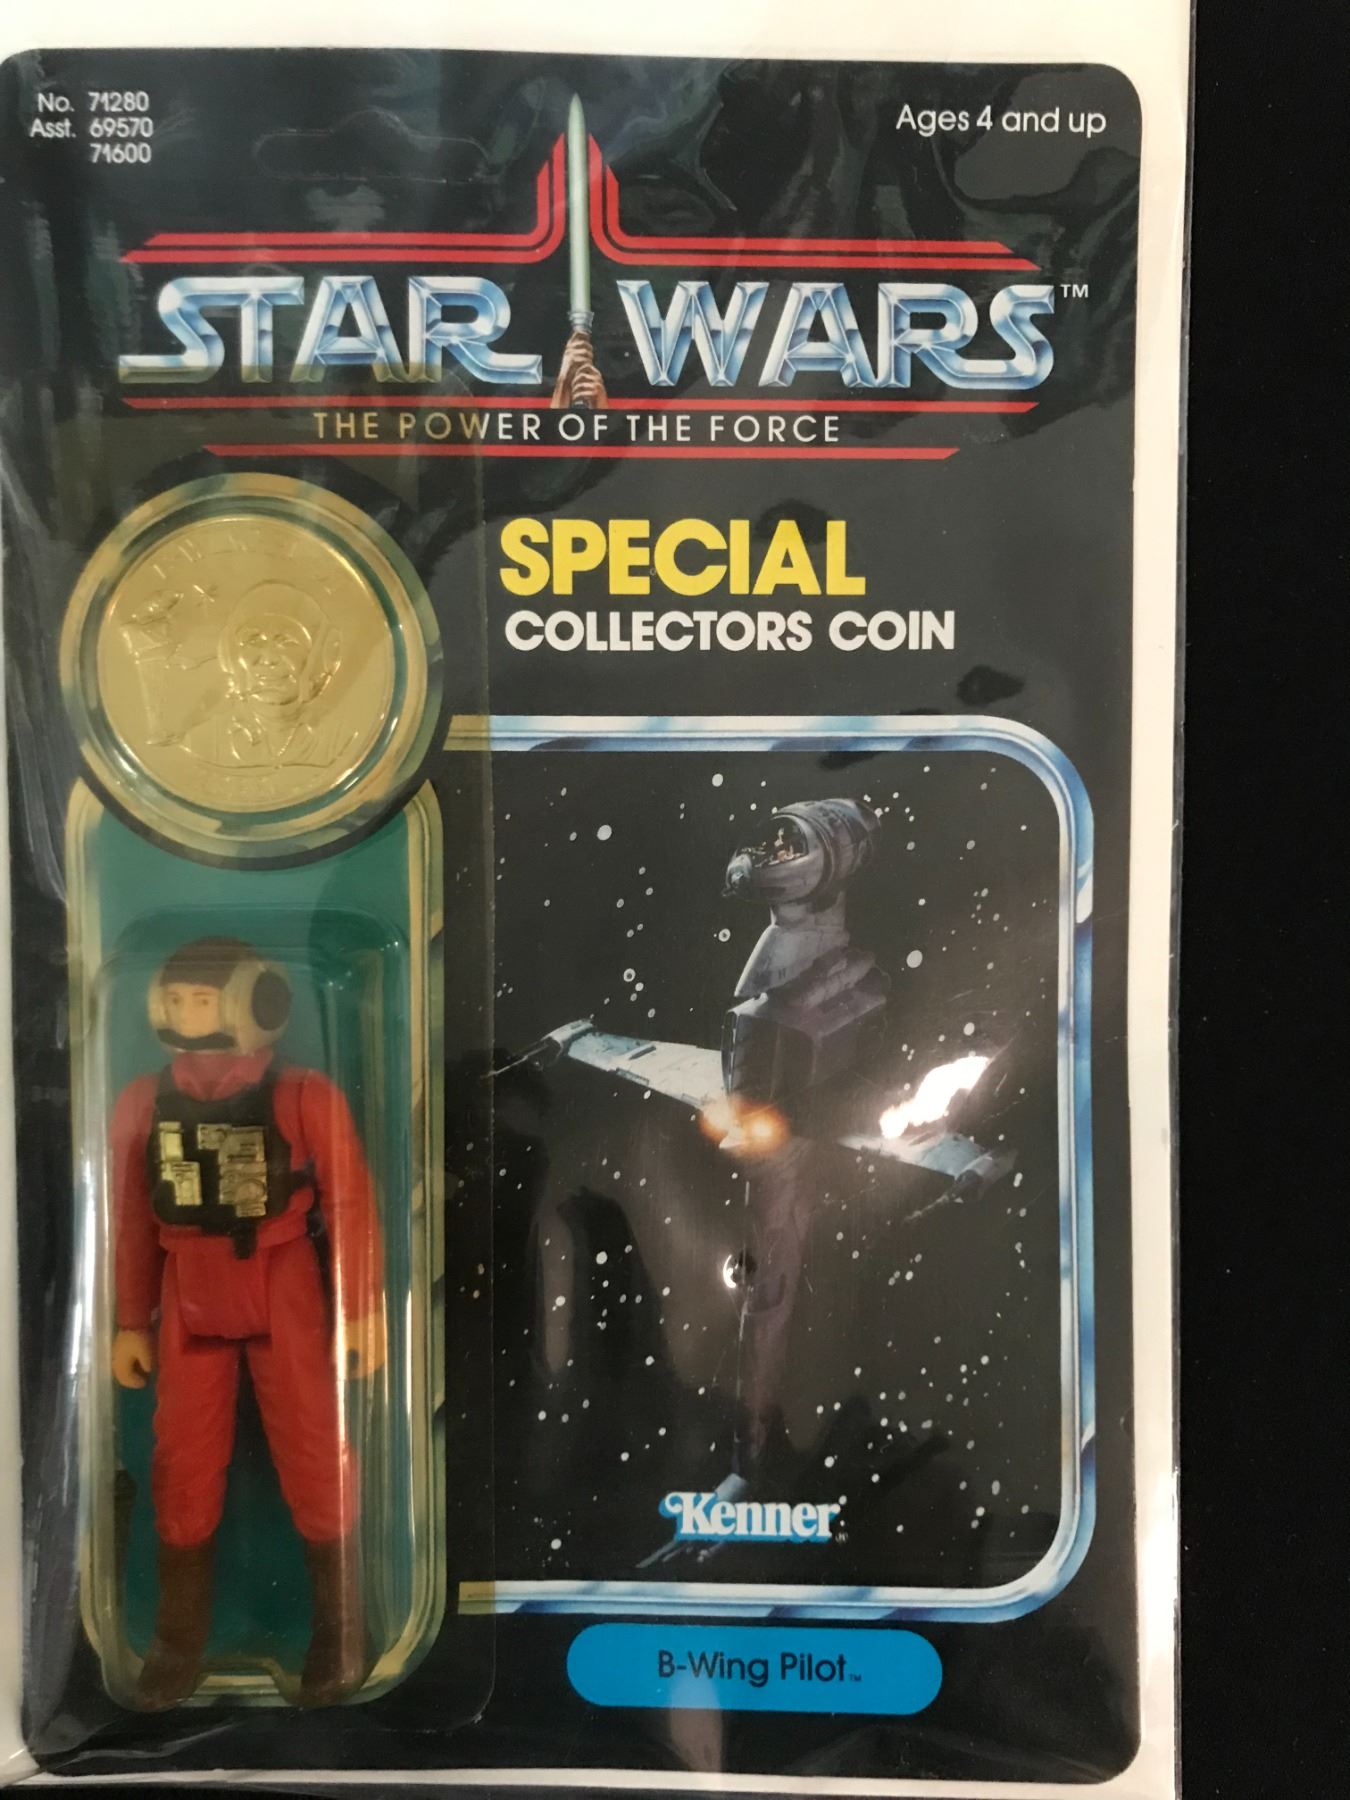 No. 71280
Asst. 69570
71600
Ages 4 and up
STAR WARS™
THE POWER OF THE FORCE
SPECIAL
COLLECTORS COIN
Kenner
B-Wing Pilot™